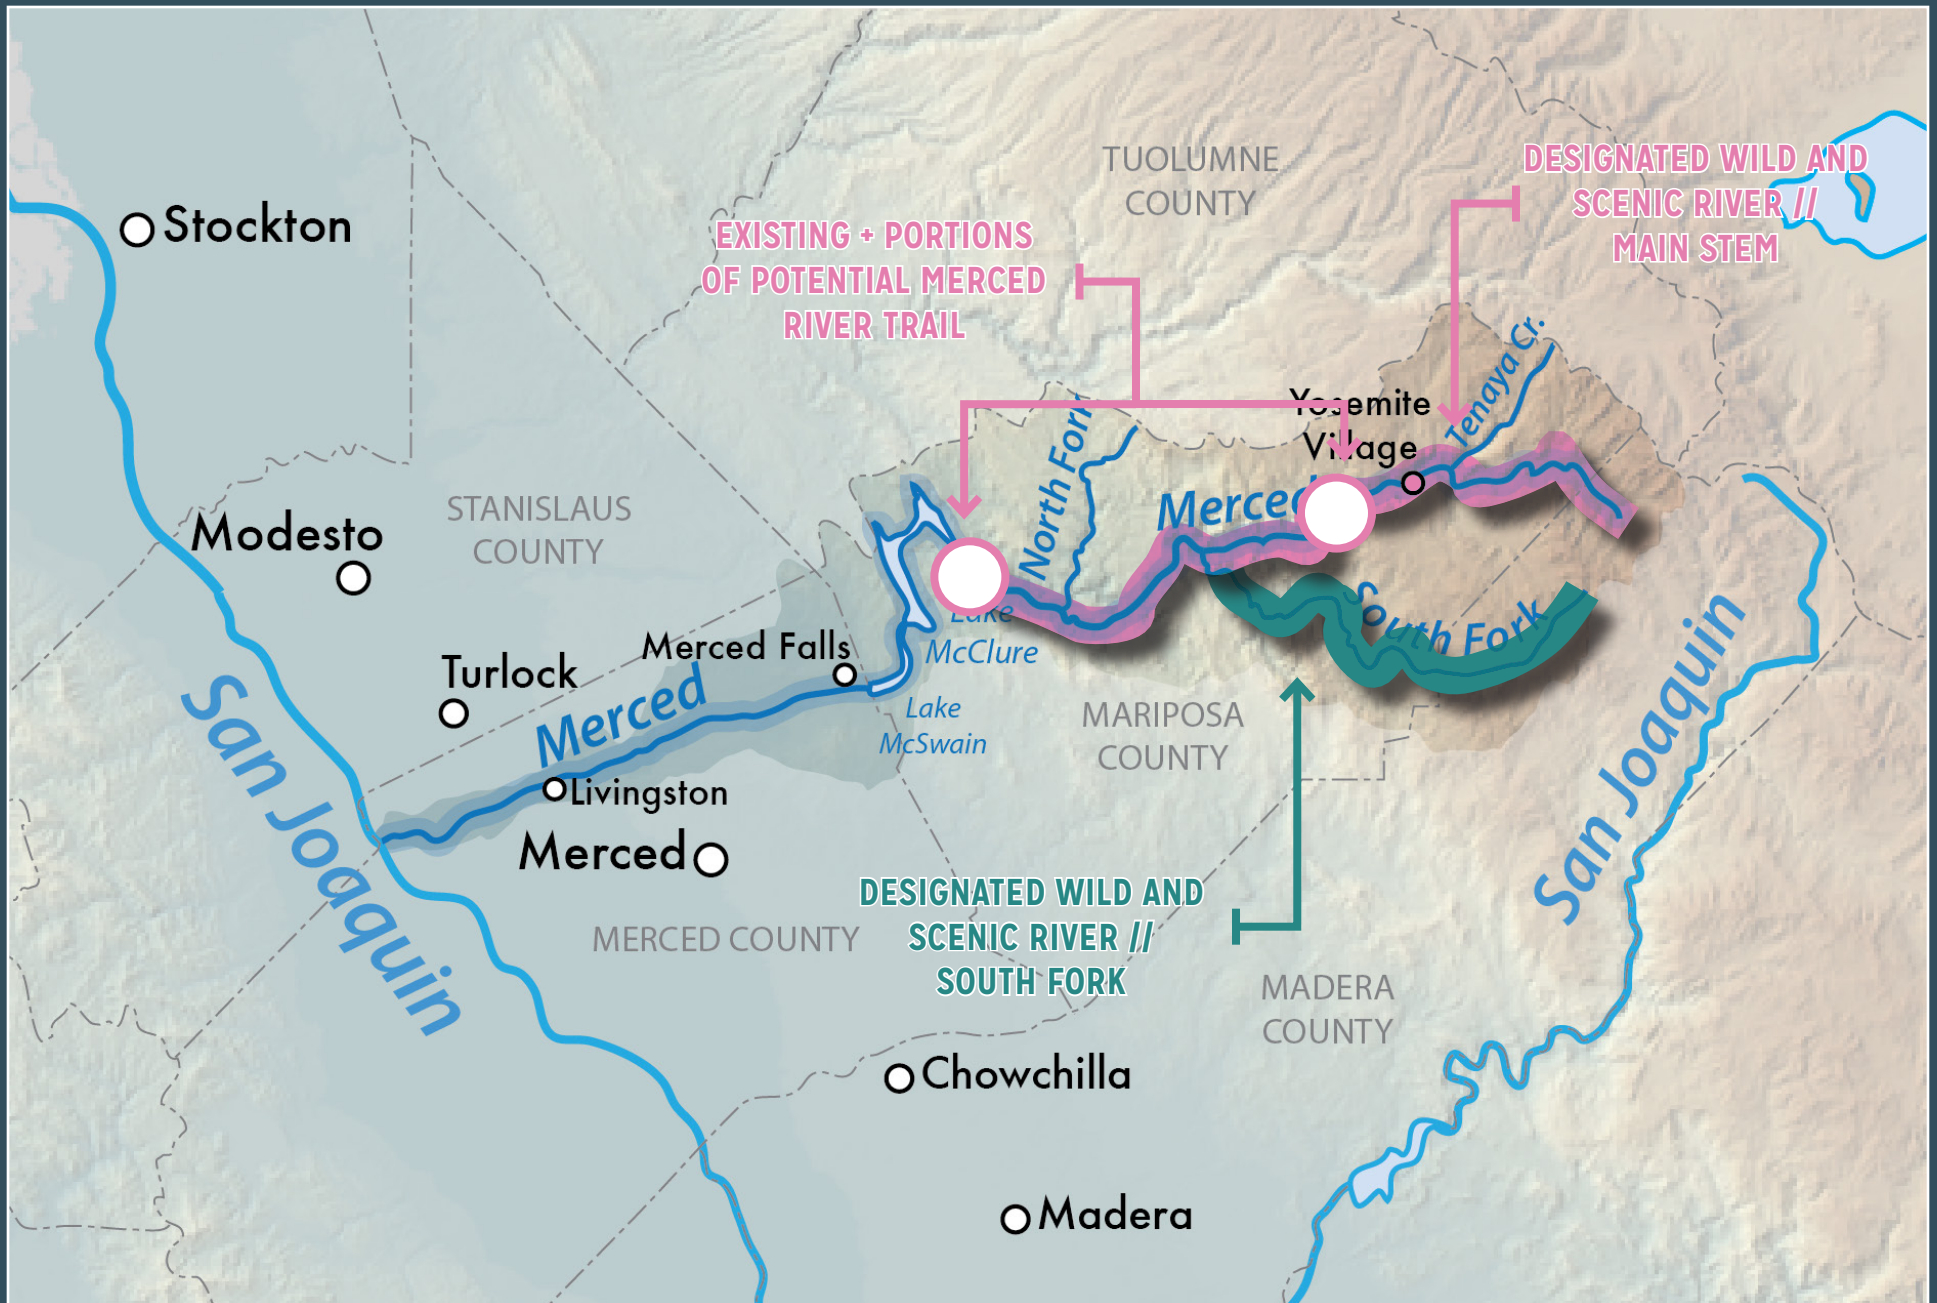 TUOLUMNE
COUNTY
DESIGNATED WILD AND
SCENIC RIVER //
MAIN STEM
Stockton
EXISTING + PORTIONS
OF POTENTIAL MERCED
RIVER TRAIL
Tenaya Cr.
Yosemite
Village
North Fork
Merced
STANISLAUS
COUNTY
Modesto
Lake
McClure
South Fork
Merced Falls
Turlock
Merced
Lake
McSwain
MARIPOSA
COUNTY
San Joaquin
San Joaquin
Livingston
Merced
DESIGNATED WILD AND
SCENIC RIVER //
SOUTH FORK
MERCED COUNTY
MADERA
COUNTY
Chowchilla
Madera